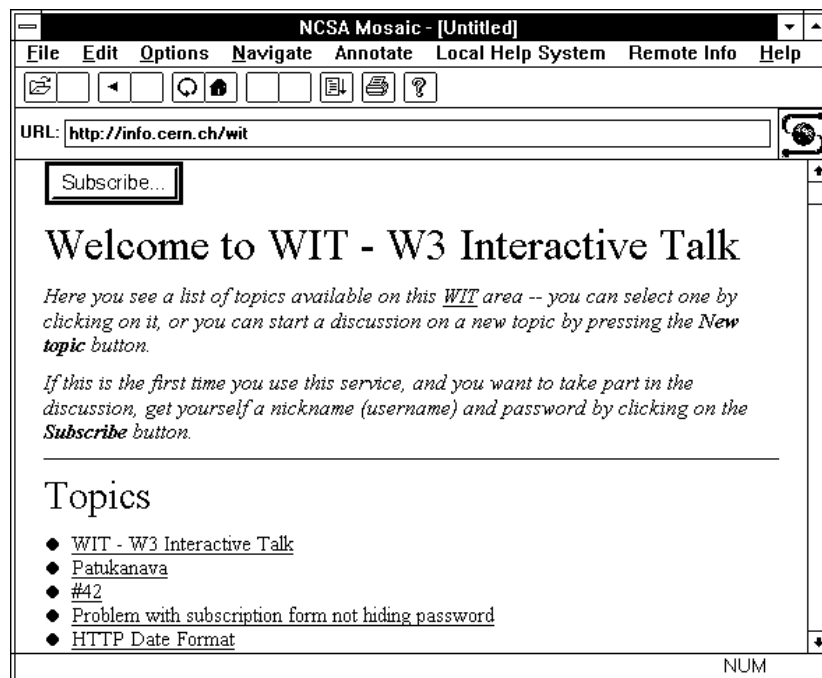 NCSA Mosaic - [Untitled]
File Edit Options Navigate Annotate Local Help System Remote Info Help
URL: http://info.cern.ch/wit
Subscribe...
Welcome to WIT - W3 Interactive Talk
Here you see a list of topics available on this WIT area -- you can select one by
clicking on it, or you can start a discussion on a new topic by pressing the New
topic button.
If this is the first time you use this service, and you want to take part in the
discussion, get yourself a nickname (username) and password by clicking on the
Subscribe button.
Topics
WIT - W3 Interactive Talk
Patukanava
#42
Problem with subscription form not hiding password
HTTP Date Format
NUM